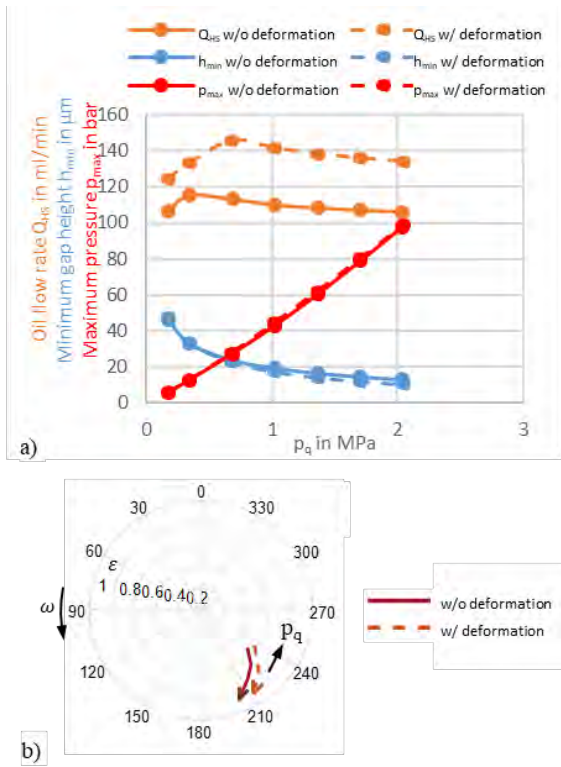 Q_HS w/o deformation Q_HS w/ deformation
h_min w/o deformation h_min w/ deformation
p_max w/o deformation p_max w/ deformation
Oil flow rate Q_HS in ml/min
Minimum gap height h_min in µm
Maximum pressure p_max in bar
160
140
120
100
80
60
40
20
0
0 1 2 3
p_q in MPa
a)
0
30 330
60 300
ε
1 0.8 0.6 0.4 0.2
ω 90 270
p_q
120 240
150 210
180
w/o deformation
w/ deformation
b)